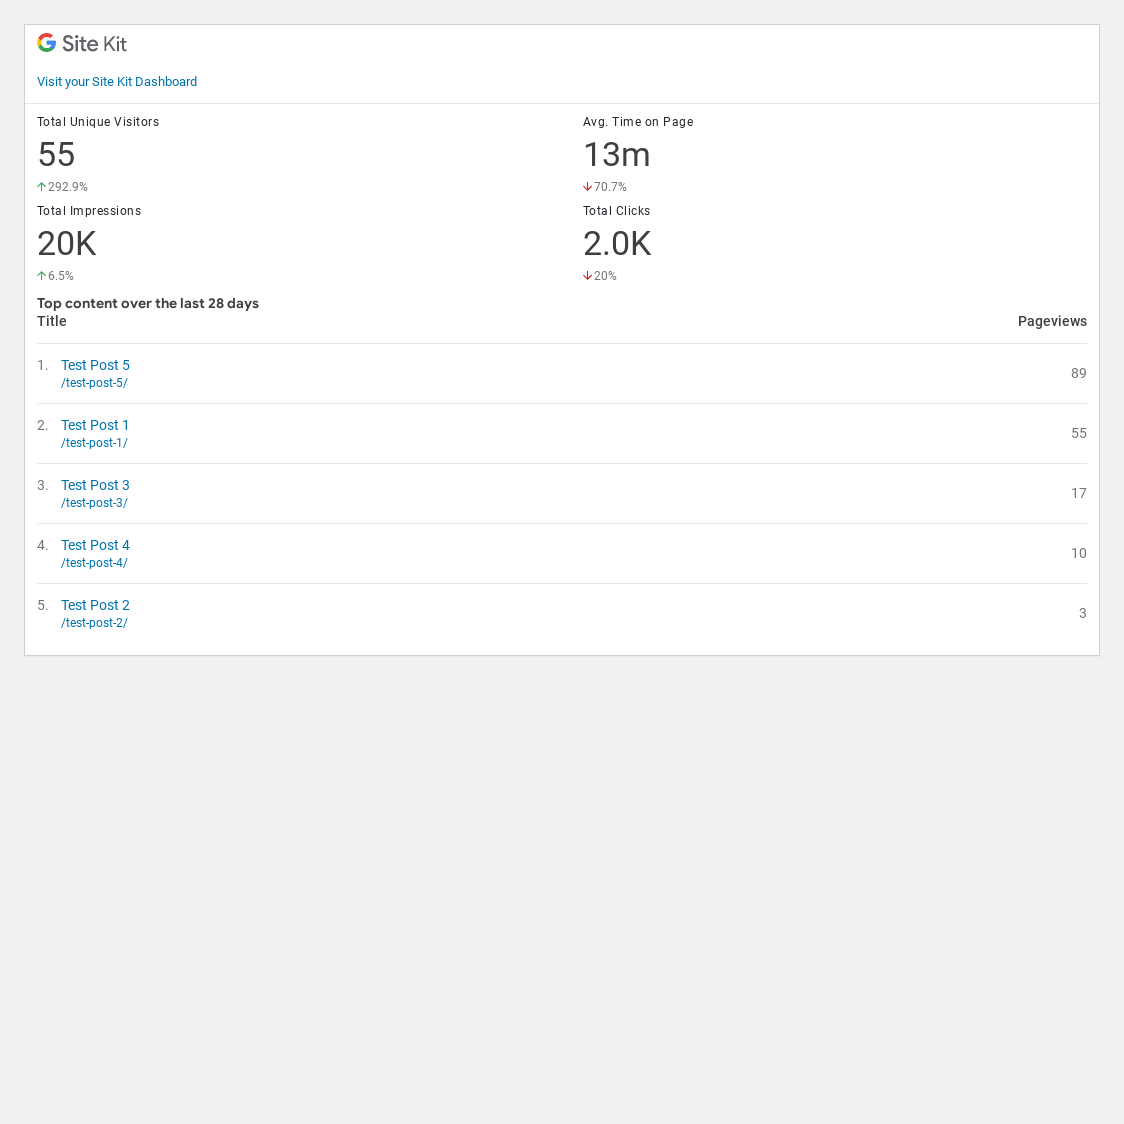 Site Kit
Visit your Site Kit Dashboard
Total Unique Visitors
55
292.9%
Avg. Time on Page
13m
70.7%
Total Impressions
20K
6.5%
Total Clicks
2.0K
20%
Top content over the last 28 days
Title Pageviews
1. Test Post 5 89
/test-post-5/
2. Test Post 1 55
/test-post-1/
3. Test Post 3 17
/test-post-3/
4. Test Post 4 10
/test-post-4/
5. Test Post 2 3
/test-post-2/